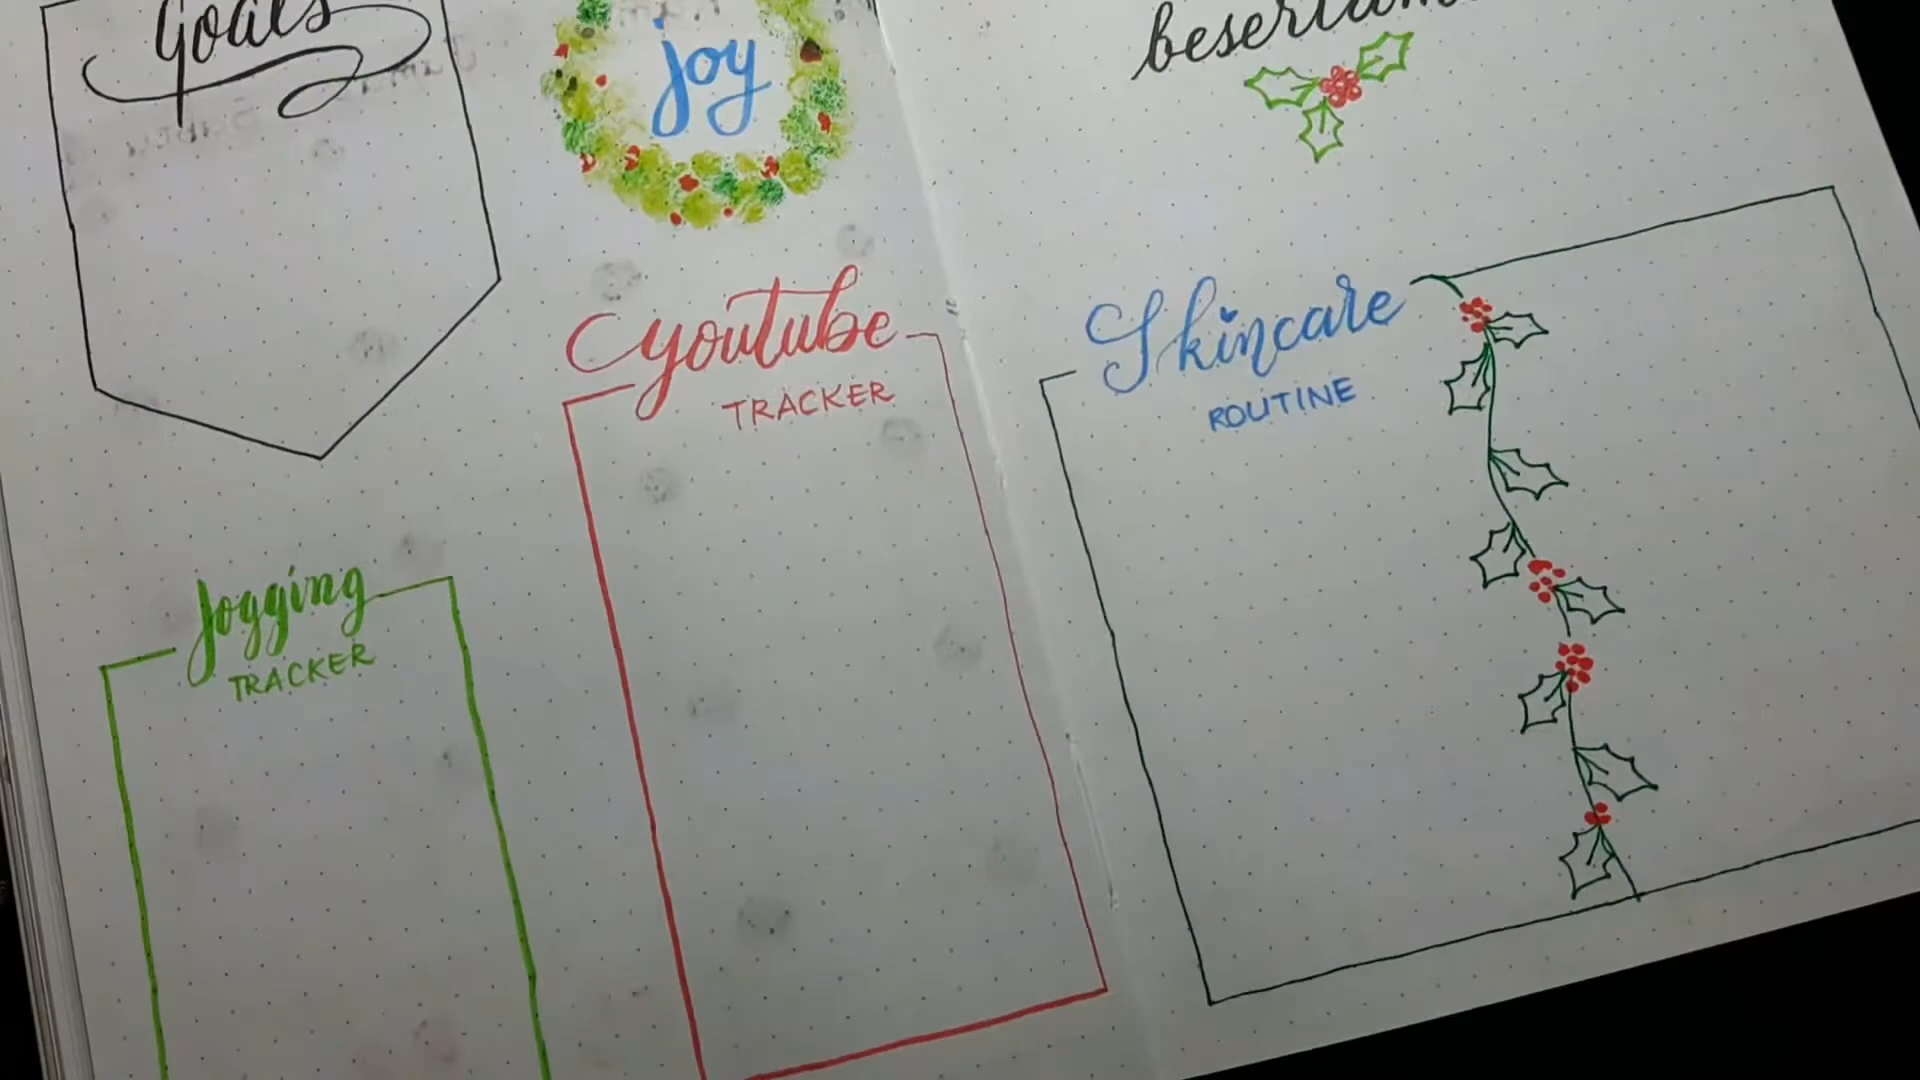 Goals
joy
Youtube
TRACKER
Jogging
TRACKER
Skincare
ROUTINE